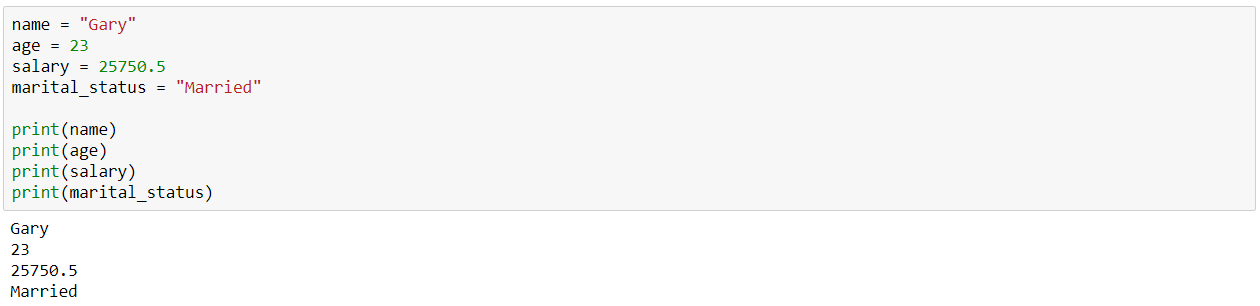 name = "Gary"
age = 23
salary = 25750.5
marital_status = "Married"
print(name)
print(age)
print(salary)
print(marital_status)
Gary
23
25750.5
Married